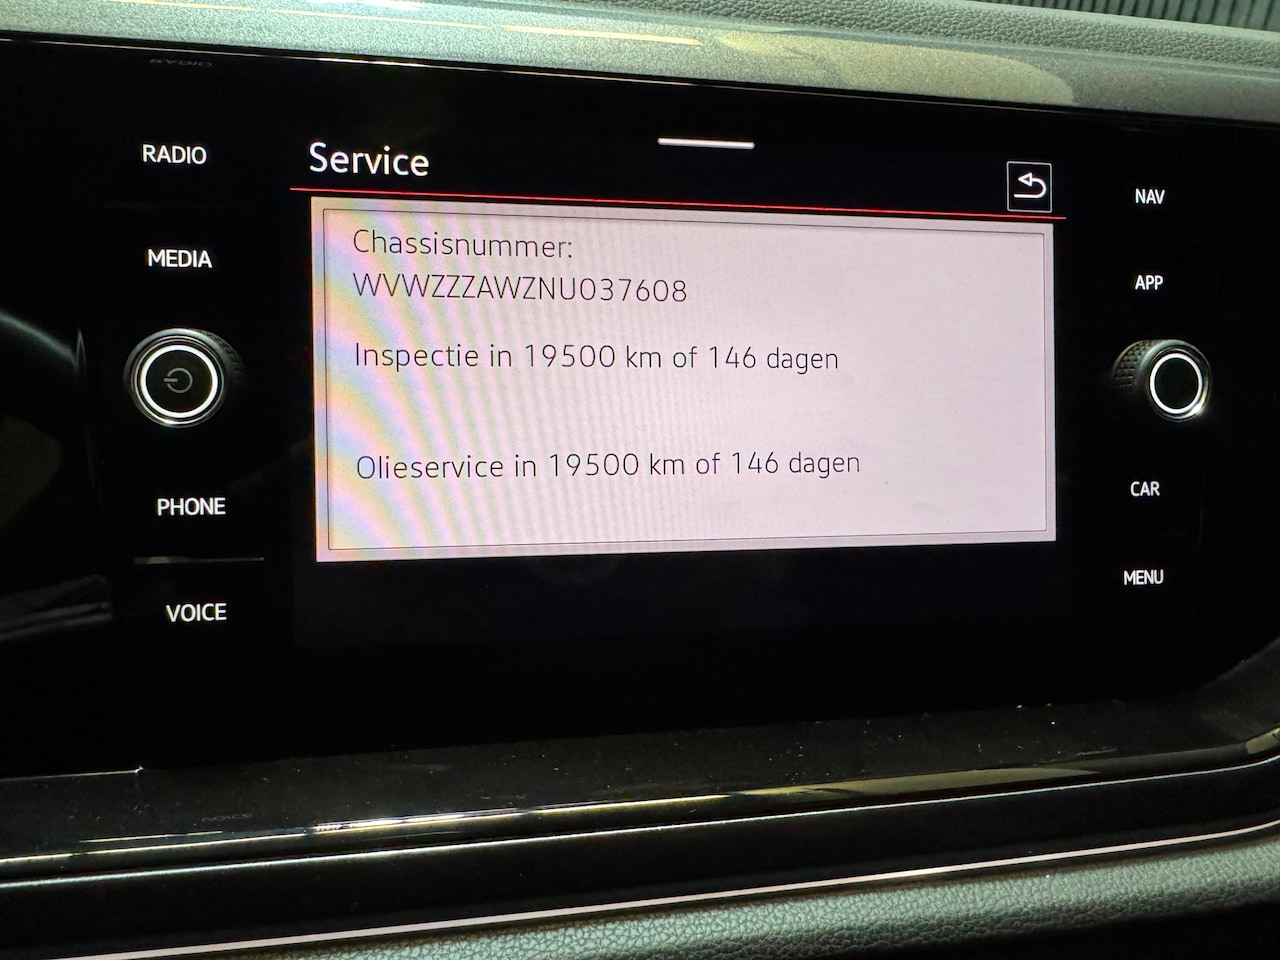 RADIO
MEDIA
PHONE
VOICE
Service
Chassisnummer:
WVWZZZAWZNU037608
Inspectie in 19500 km of 146 dagen
Olieservice in 19500 km of 146 dagen
NAV
APP
CAR
MENU